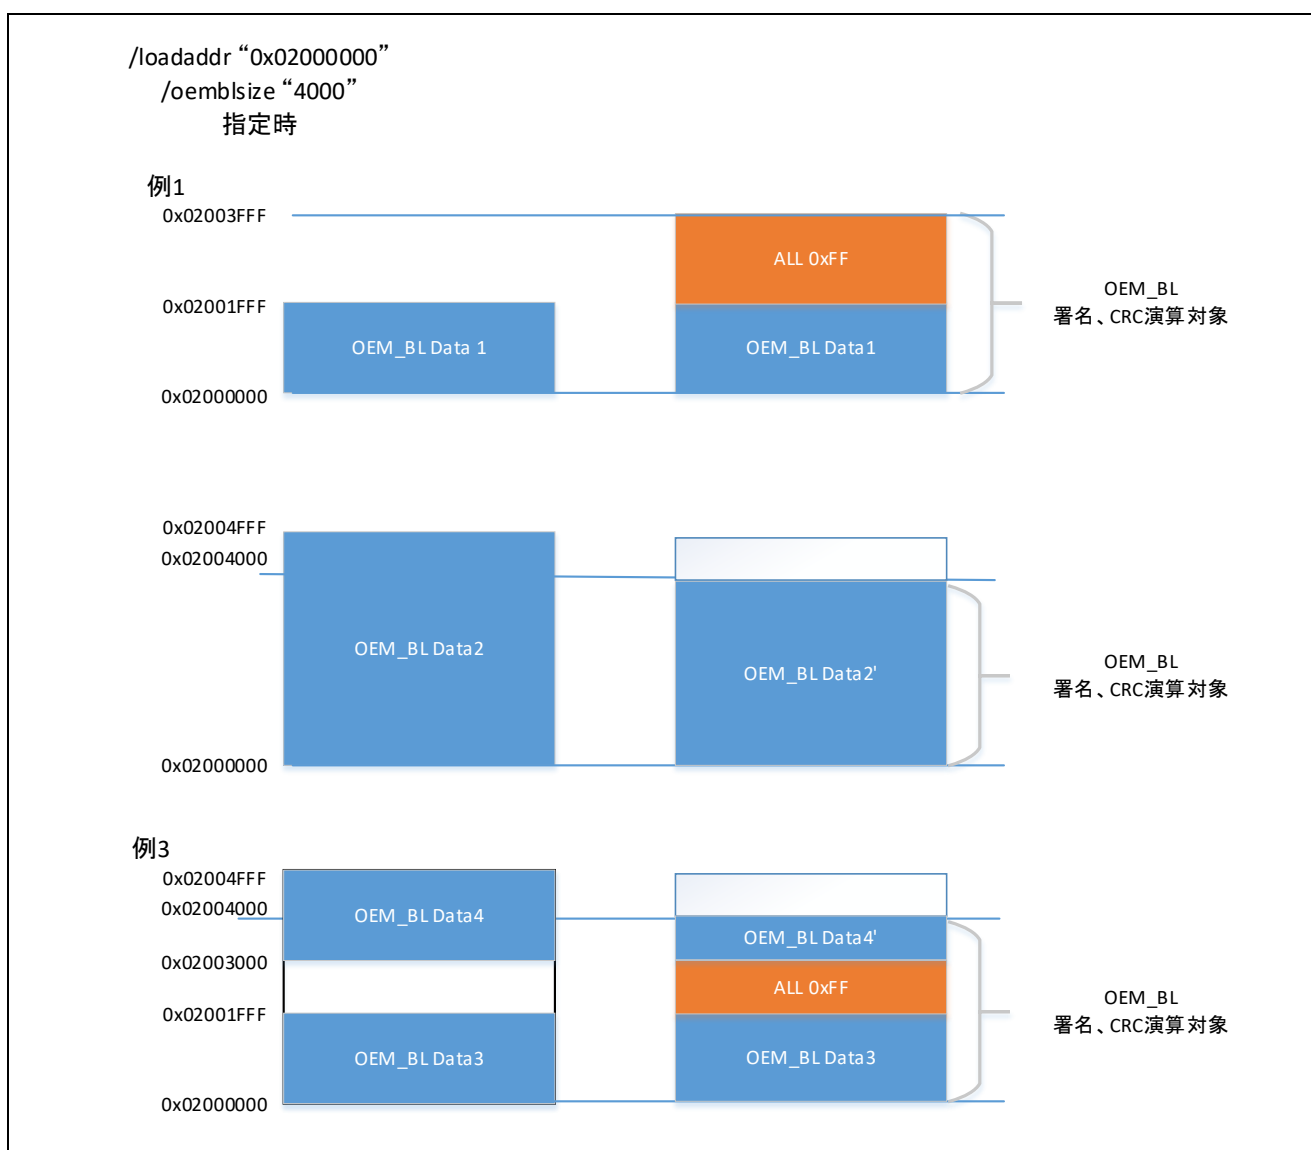 /loadaddr “0x02000000”
/oemblsize “4000”
指定時
例1
0x02003FFF
ALL 0xFF
0x02001FFF
OEM_BL Data 1
OEM_BL Data1
0x02000000
OEM_BL
署名、CRC演算対象
0x02004FFF
0x02004000
OEM_BL Data2
OEM_BL Data2'
0x02000000
OEM_BL
署名、CRC演算対象
例3
0x02004FFF
0x02004000
OEM_BL Data4
OEM_BL Data4'
0x02003000
ALL 0xFF
0x02001FFF
OEM_BL Data3
OEM_BL Data3
0x02000000
OEM_BL
署名、CRC演算対象